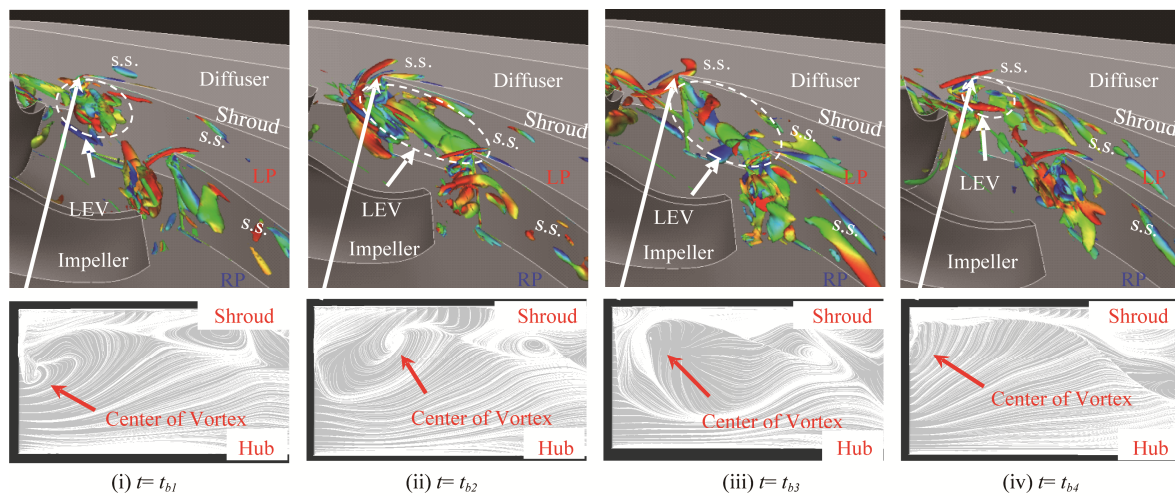 s.s.
Diffuser
Shroud
s.s.
LP
LEV
Impeller
RP
Shroud
Center of Vortex
Hub
(i) t= tb1
s.s.
Diffuser
Shroud
LP
LEV
s.s.
Impeller
RP
Shroud
Center of Vortex
Hub
(ii) t= tb2
s.s.
Diffuser
Shroud
LP
LEV
s.s.
Impeller
RP
Shroud
Center of Vortex
Hub
(iii) t= tb3
s.s.
Diffuser
Shroud
LP
LEV
s.s.
Impeller
RP
Shroud
Center of Vortex
Hub
(iv) t= tb4